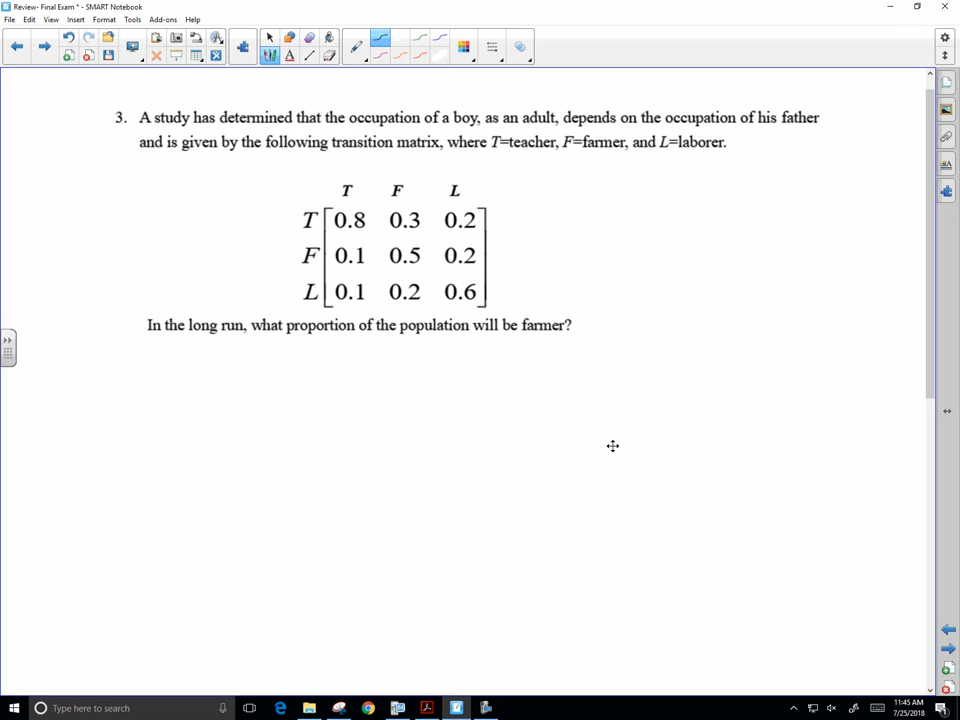 Review- Final Exam * - SMART Notebook
File Edit View Insert Format Tools Add-ons Help
3. A study has determined that the occupation of a boy, as an adult, depends on the occupation of his father
and is given by the following transition matrix, where T=teacher, F=farmer, and L=laborer.
T F L
T 0.8 0.3 0.2
F 0.1 0.5 0.2
L 0.1 0.2 0.6
In the long run, what proportion of the population will be farmer?
Type here to search
11:45 AM
7/25/2018